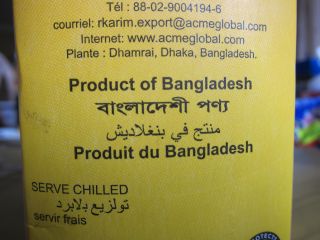 Tél : 88-02-9004194-6
courriel: rkarim.export@acmeglobal.com
Internet: www.acmeglobal.com
Plante : Dhamrai, Dhaka, Bangladesh.
Product of Bangladesh
বাংলাদেশী পণ্য
منتج في بنغلاديش
Produit du Bangladesh
SERVE CHILLED
تولزيع بلابرد
servir frais